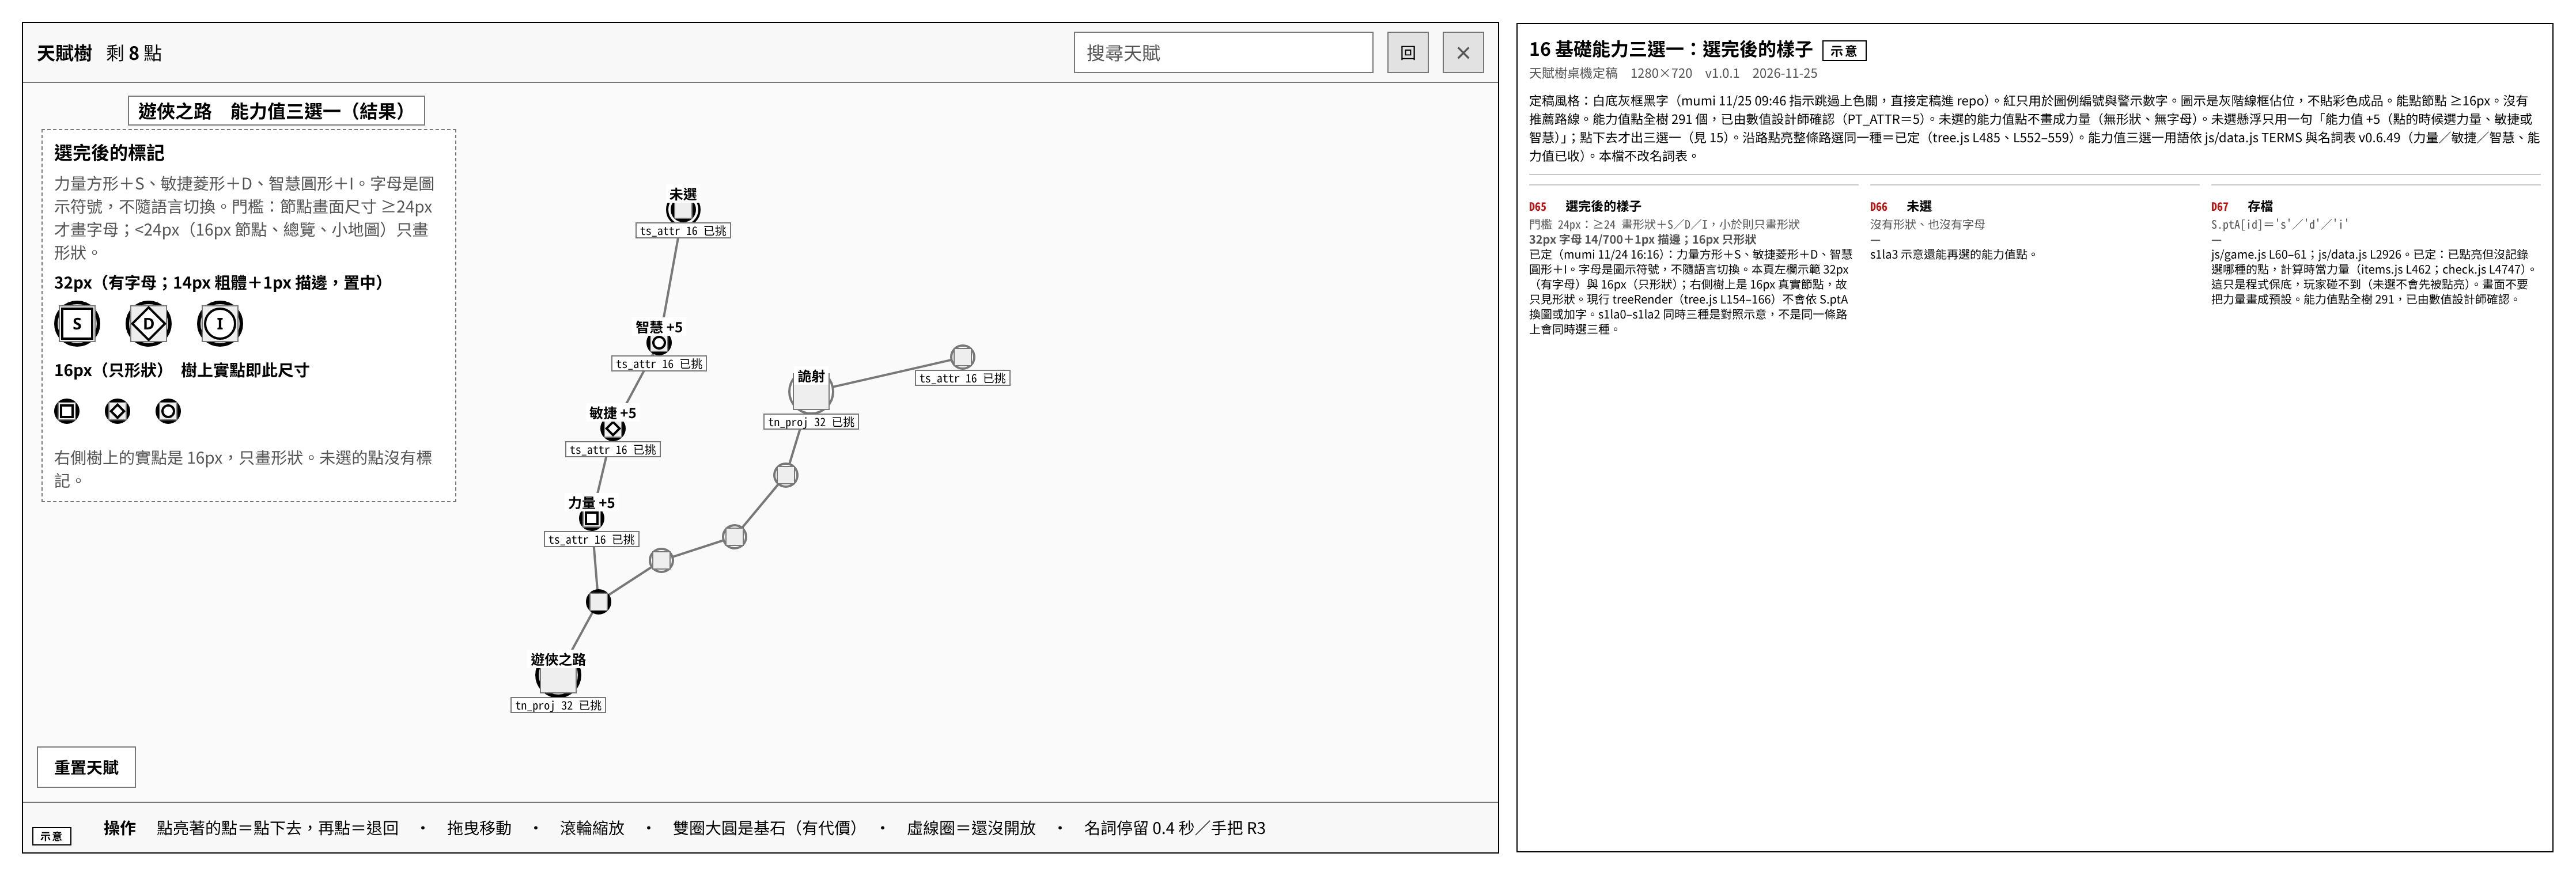 天賦樹 剩 8 點
搜尋天賦
回
×
遊俠之路 能力值三選一（結果）
選完後的標記
力量方形＋S、敏捷菱形＋D、智慧圓形＋I。字母是圖
示符號，不隨語言切換。門檻：節點畫面尺寸 ≥24px
才畫字母；<24px（16px 節點、總覽、小地圖）只畫
形狀。
32px（有字母；14px 粗體＋1px 描邊，置中）
S D I
16px（只形狀） 樹上實點即此尺寸
右側樹上的實點是 16px，只畫形狀。未選的點沒有標
記。
未選
ts_attr 16 已挑
智慧 +5
ts_attr 16 已挑
敏捷 +5
ts_attr 16 已挑
力量 +5
ts_attr 16 已挑
詭射
tn_proj 32 已挑
ts_attr 16 已挑
遊俠之路
tn_proj 32 已挑
重置天賦
示意
操作 點亮著的點＝點下去，再點＝退回 · 拖曳移動 · 滾輪縮放 · 雙圈大圓是基石（有代價） · 虛線圈＝還沒開放 · 名詞停留 0.4 秒／手把 R3
16 基礎能力三選一：選完後的樣子 示意
天賦樹桌機定稿 1280×720 v1.0.1 2026-11-25
定稿風格：白底灰框黑字（mumi 11/25 09:46 指示跳過上色關，直接定稿進 repo）。紅只用於圖例編號與警示數字。圖示是灰階線框佔位，不貼彩色成品。能點節點 ≥16px。沒有
推薦路線。能力值點全樹 291 個，已由數值設計師確認（PT_ATTR＝5）。未選的能力值點不畫成力量（無形狀、無字母）。未選懸浮只用一句「能力值 +5（點的時候選力量、敏捷或
智慧）」；點下去才出三選一（見 15）。沿路點亮整條路選同一種＝已定（tree.js L485、L552–559）。能力值三選一用語依 js/data.js TERMS 與名詞表 v0.6.49（力量／敏捷／智慧、能
力值已收）。本檔不改名詞表。
D65 選完後的樣子
門檻 24px：≥24 畫形狀＋S／D／I，小於則只畫形狀
32px 字母 14/700＋1px 描邊；16px 只形狀
已定（mumi 11/24 16:16）：力量方形＋S、敏捷菱形＋D、智慧
圓形＋I。字母是圖示符號，不隨語言切換。本頁左欄示範 32px
（有字母）與 16px（只形狀）；右側樹上是 16px 真實節點，故
只見形狀。現行 treeRender（tree.js L154–166）不會依 S.ptA
換圖或加字。s1la0–s1la2 同時三種是對照示意，不是同一條路
上會同時選三種。
D66 未選
沒有形狀、也沒有字母
—
s1la3 示意還能再選的能力值點。
D67 存檔
S.ptA[id]＝'s'／'d'／'i'
—
js/game.js L60–61；js/data.js L2926。已定：已點亮但沒記錄
選哪種的點，計算時當力量（items.js L462；check.js L4747）。
這只是程式保底，玩家碰不到（未選不會先被點亮）。畫面不要
把力量畫成預設。能力值點全樹 291，已由數值設計師確認。